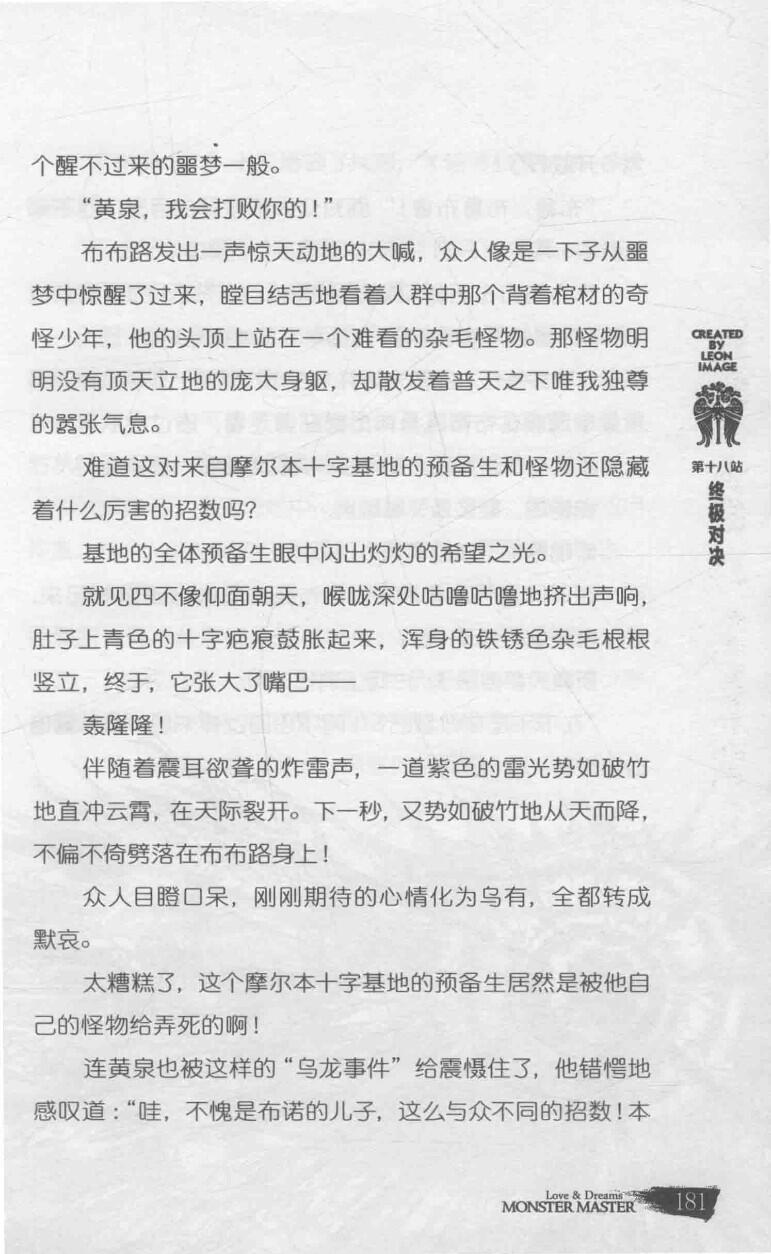 个醒不过来的噩梦一般。
“黄泉，我会打败你的！”
布布路发出一声惊天动地的大喊，众人像是一下子从噩
梦中惊醒了过来，瞠目结舌地看着人群中那个背着棺材的奇
怪少年，他的头顶上站在一个难看的杂毛怪物。那怪物明
明没有顶天立地的庞大身躯，却散发着普天之下唯我独尊
的嚣张气息。
难道这对来自摩尔本十字基地的预备生和怪物还隐藏
着什么厉害的招数吗？
基地的全体预备生眼中闪出灼灼的希望之光。
就见四不像仰面朝天，喉咙深处咕噜咕噜地挤出声响，
肚子上青色的十字疤痕鼓胀起来，浑身的铁锈色杂毛根根
竖立，终于，它张大了嘴巴——
轰隆隆！
伴随着震耳欲聋的炸雷声，一道紫色的雷光势如破竹
地直冲云霄，在天际裂开。下一秒，又势如破竹地从天而降，
不偏不倚劈落在布布路身上！
众人目瞪口呆，刚刚期待的心情化为乌有，全都转成
默哀。
太糟糕了，这个摩尔本十字基地的预备生居然是被他自
己的怪物给弄死的啊！
连黄泉也被这样的“乌龙事件”给震慑住了，他错愕地
感叹道：“哇，不愧是布诺的儿子，这么与众不同的招数！本
CREATED
BY
LEON
IMAGE
第十八站
终极对决
Love & Dreams
MONSTER MASTER
181